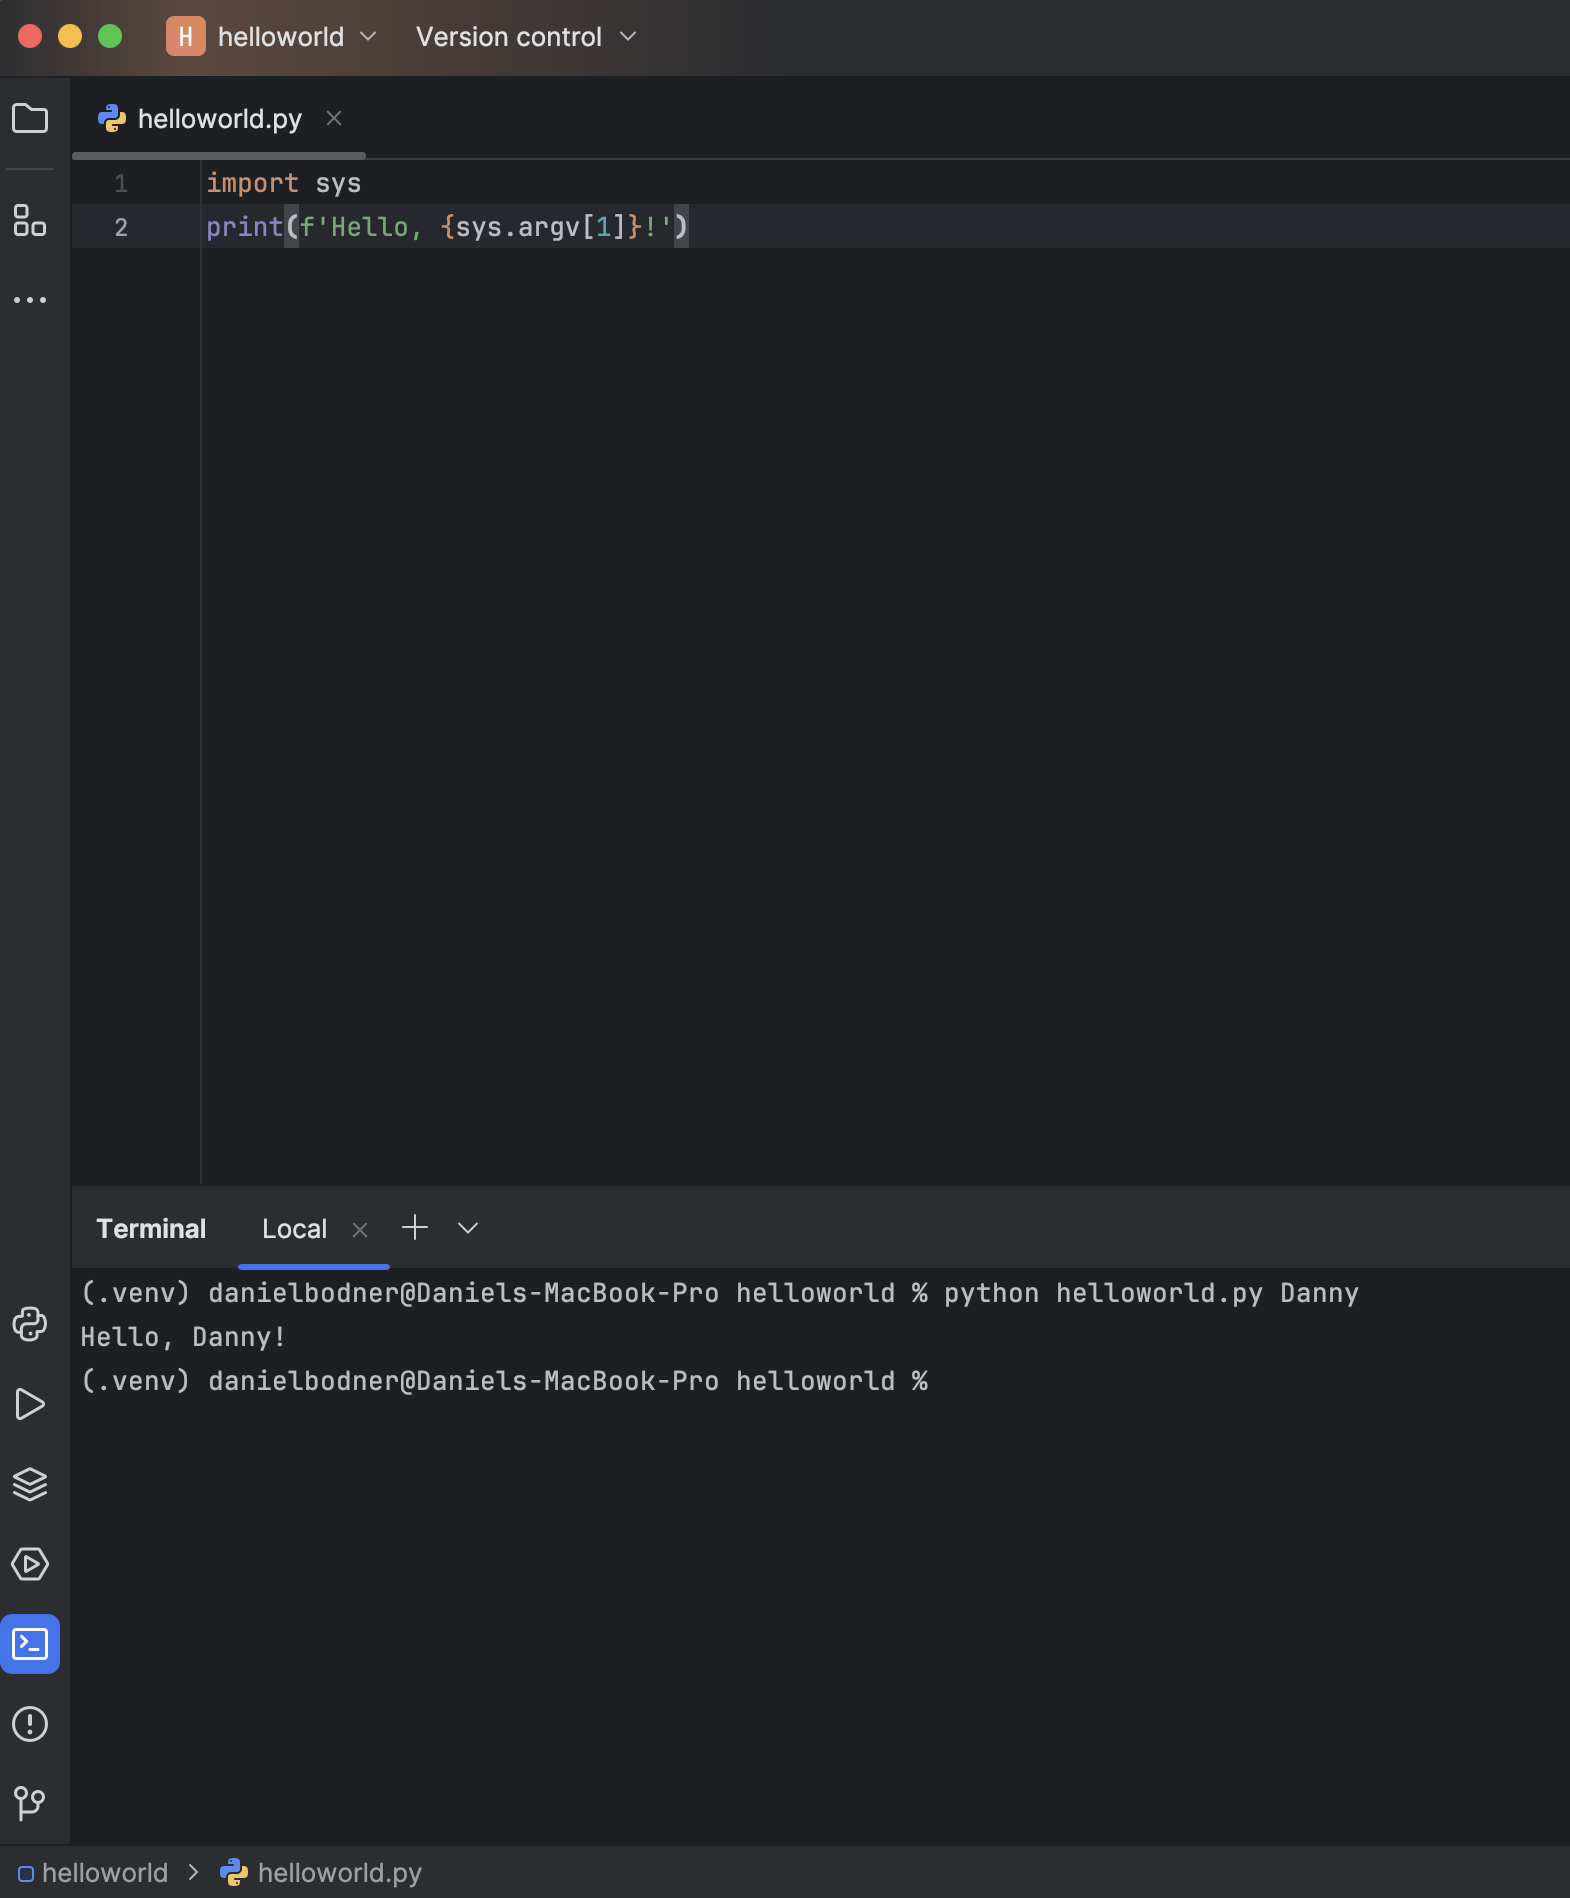 H helloworld Version control
helloworld.py
1 import sys
2 print(f'Hello, {sys.argv[1]}!')
Terminal Local
(.venv) danielbodner@Daniels-MacBook-Pro helloworld % python helloworld.py Danny
Hello, Danny!
(.venv) danielbodner@Daniels-MacBook-Pro helloworld %
helloworld > helloworld.py